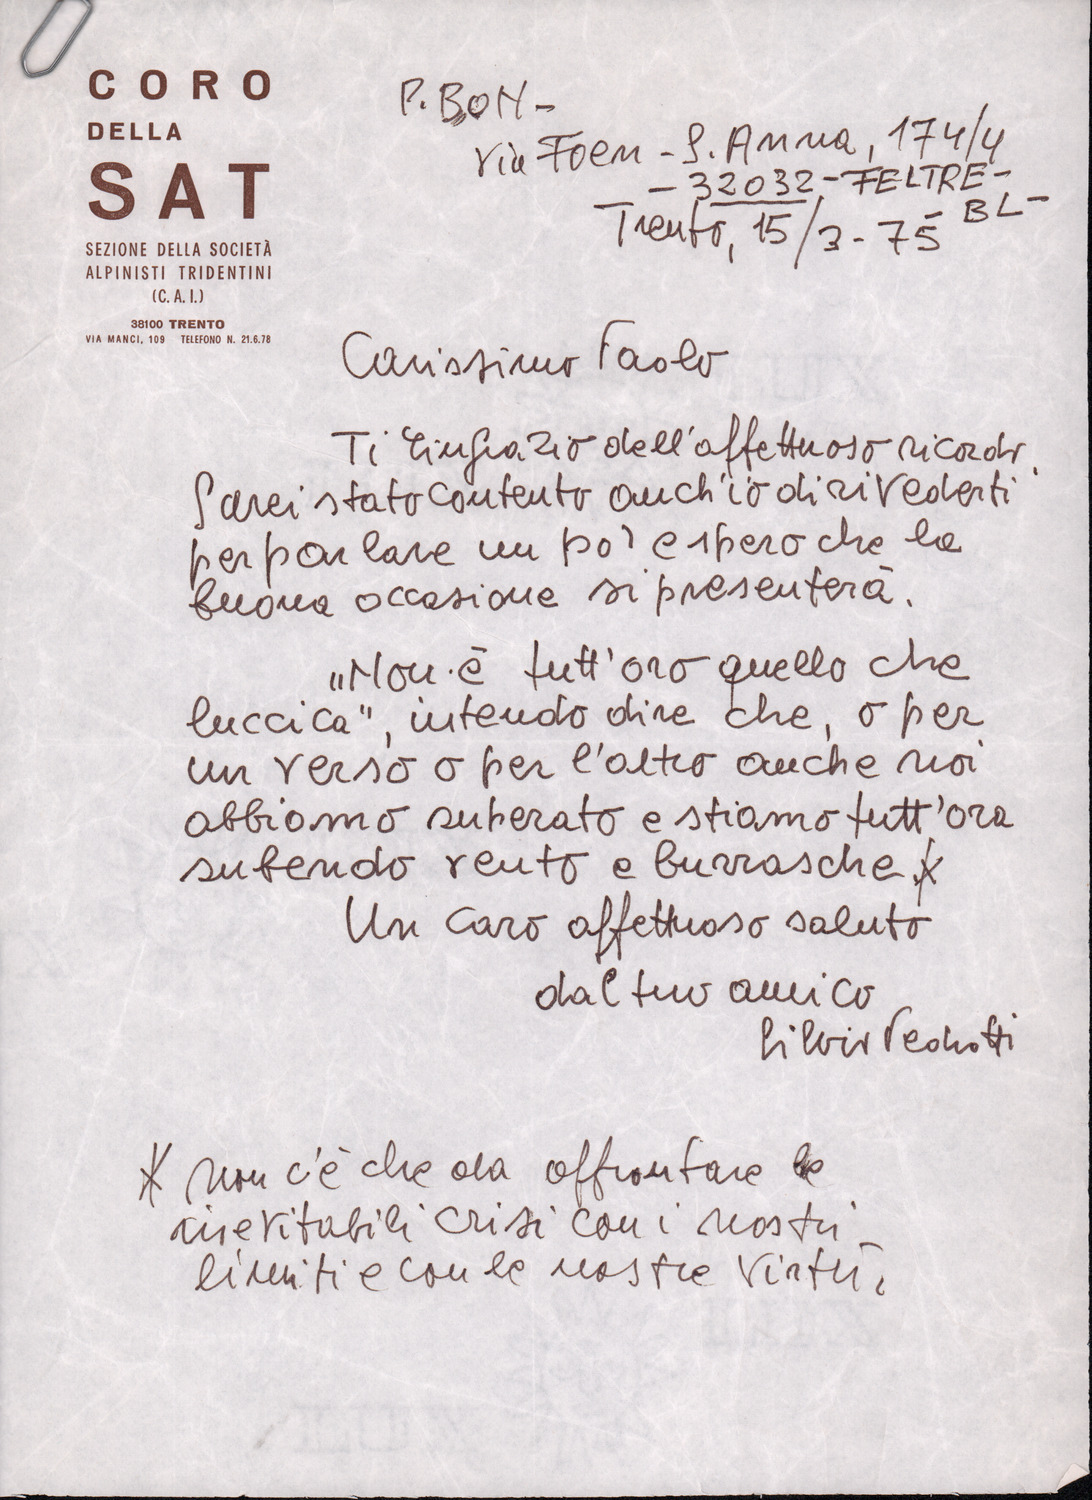 CORO
DELLA
SAT
SEZIONE DELLA SOCIETÀ
ALPINISTI TRIDENTINI
(C. A. I.)
38100 TRENTO
VIA MANCI, 109 TELEFONO N. 21.6.78
P. BON -
Via Foen - S. Anna, 174/4
- 32032 - FELTRE -
BL -
Trento, 15/3 - 75
Carissimo Paolo
Ti ringrazio dell'affettuoso ricordo.
Sarei stato contento anch'io di rivederti
per parlare un po' e spero che la
buona occasione si presenterà.
"Non è tutt'oro quello che
luccica", intendo dire che, o per
un verso o per l'altro anche noi
abbiamo superato e stiamo tutt'ora
subendo vento e burrasche.*
Un caro affettuoso saluto
dal tuo amico
Silvio Pedrotti
* Non c'è che da affrontare le
inevitabili crisi con i nostri
limiti e con le nostre virtù.